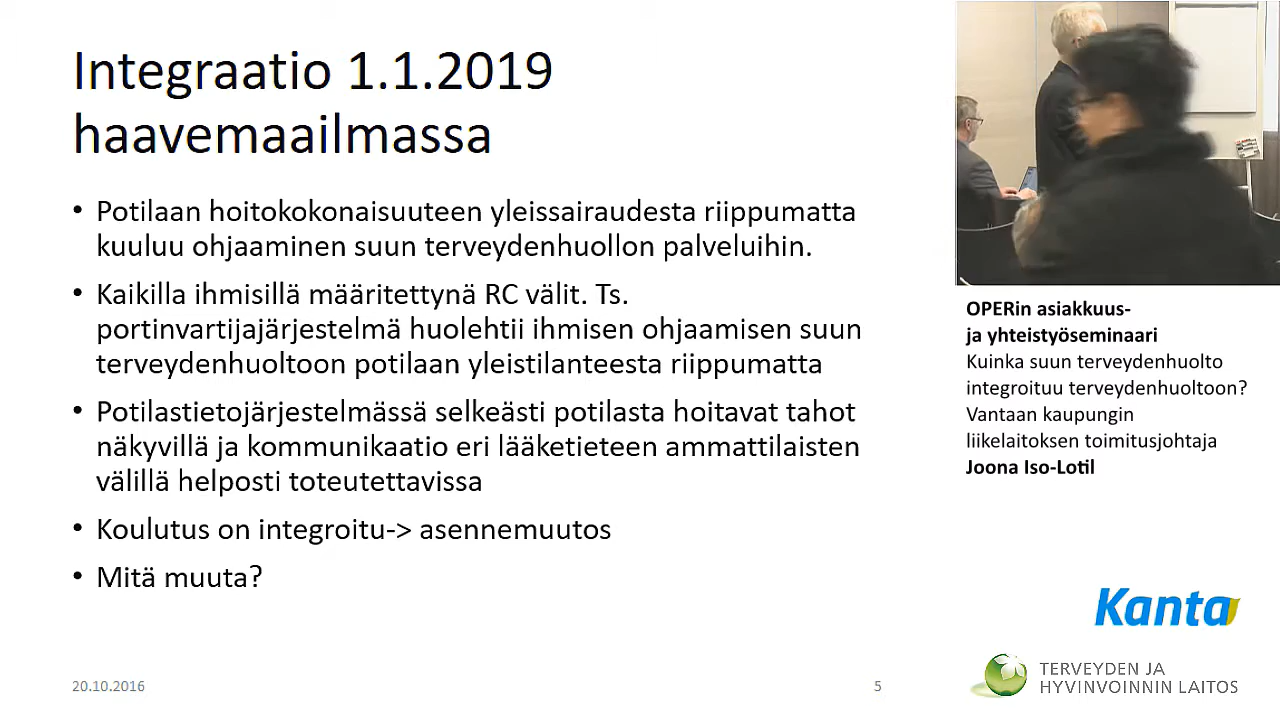 Integraatio 1.1.2019
haavemaailmassa
• Potilaan hoitokokonaisuuteen yleissairaudesta riippumatta
kuuluu ohjaaminen suun terveydenhuollon palveluihin.
• Kaikilla ihmisillä määritettynä RC välit. Ts.
portinvartijajärjestelmä huolehtii ihmisen ohjaamisen suun
terveydenhuoltoon potilaan yleistilanteesta riippumatta
• Potilastietojärjestelmässä selkeästi potilasta hoitavat tahot
näkyvillä ja kommunikaatio eri lääketieteen ammattilaisten
välillä helposti toteutettavissa
• Koulutus on integroitu-> asennemuutos
• Mitä muuta?
20.10.2016
5
OPERin asiakkuus-
ja yhteistyöseminaari
Kuinka suun terveydenhuolto
integroituu terveydenhuoltoon?
Vantaan kaupungin
liikelaitoksen toimitusjohtaja
Joona Iso-Lotil
Kanta
TERVEYDEN JA
HYVINVOINNIN LAITOS